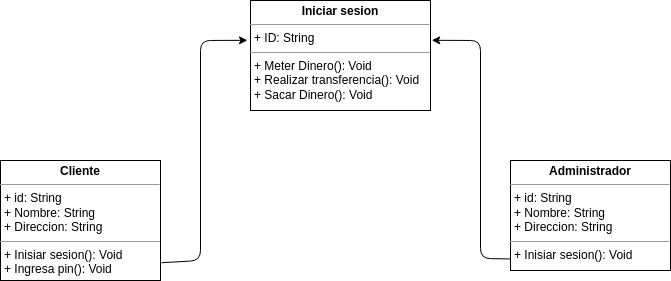 Iniciar sesion
+ ID: String
+ Meter Dinero(): Void
+ Realizar transferencia(): Void
+ Sacar Dinero(): Void
Cliente
+ id: String
+ Nombre: String
+ Direccion: String
+ Inisiar sesion(): Void
+ Ingresa pin(): Void
Administrador
+ id: String
+ Nombre: String
+ Direccion: String
+ Inisiar sesion(): Void